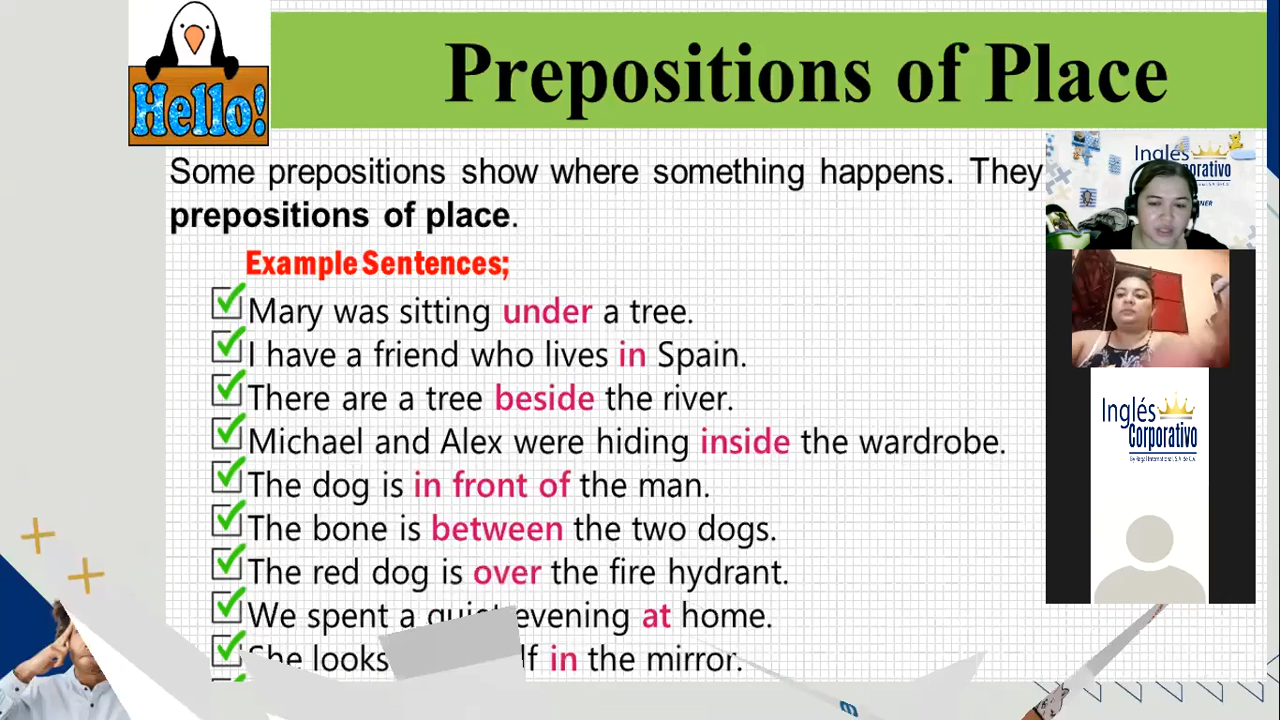 Hello!
Prepositions of Place
Some prepositions show where something happens. They
prepositions of place.
Example Sentences;
Mary was sitting under a tree.
I have a friend who lives in Spain.
There are a tree beside the river.
Michael and Alex were hiding inside the wardrobe.
The dog is in front of the man.
The bone is between the two dogs.
The red dog is over the fire hydrant.
We spent a evening at home.
looks in the mirror.
Inglés
Inglés
Corporativo